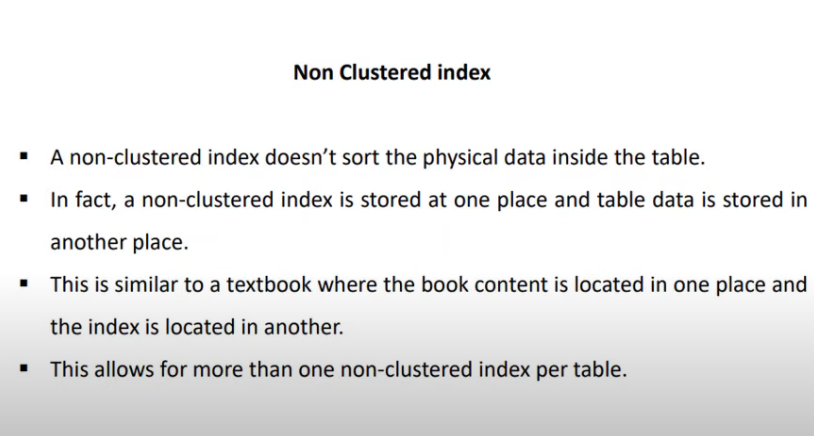 Non Clustered index
▪ A non-clustered index doesn’t sort the physical data inside the table.
▪ In fact, a non-clustered index is stored at one place and table data is stored in
another place.
▪ This is similar to a textbook where the book content is located in one place and
the index is located in another.
▪ This allows for more than one non-clustered index per table.